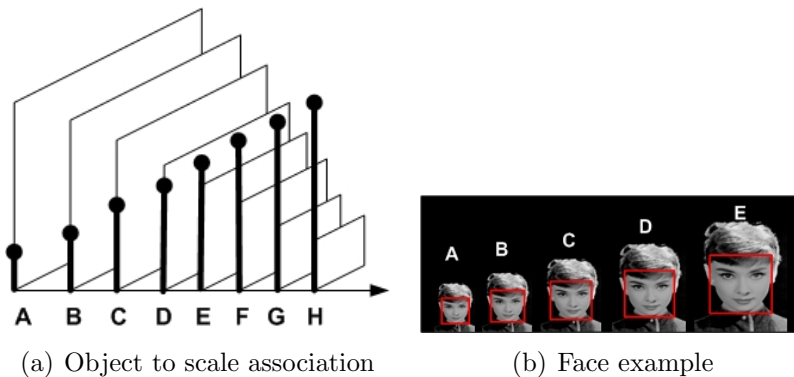 A B C D E F G H
(a) Object to scale association
A B C D E
(b) Face example